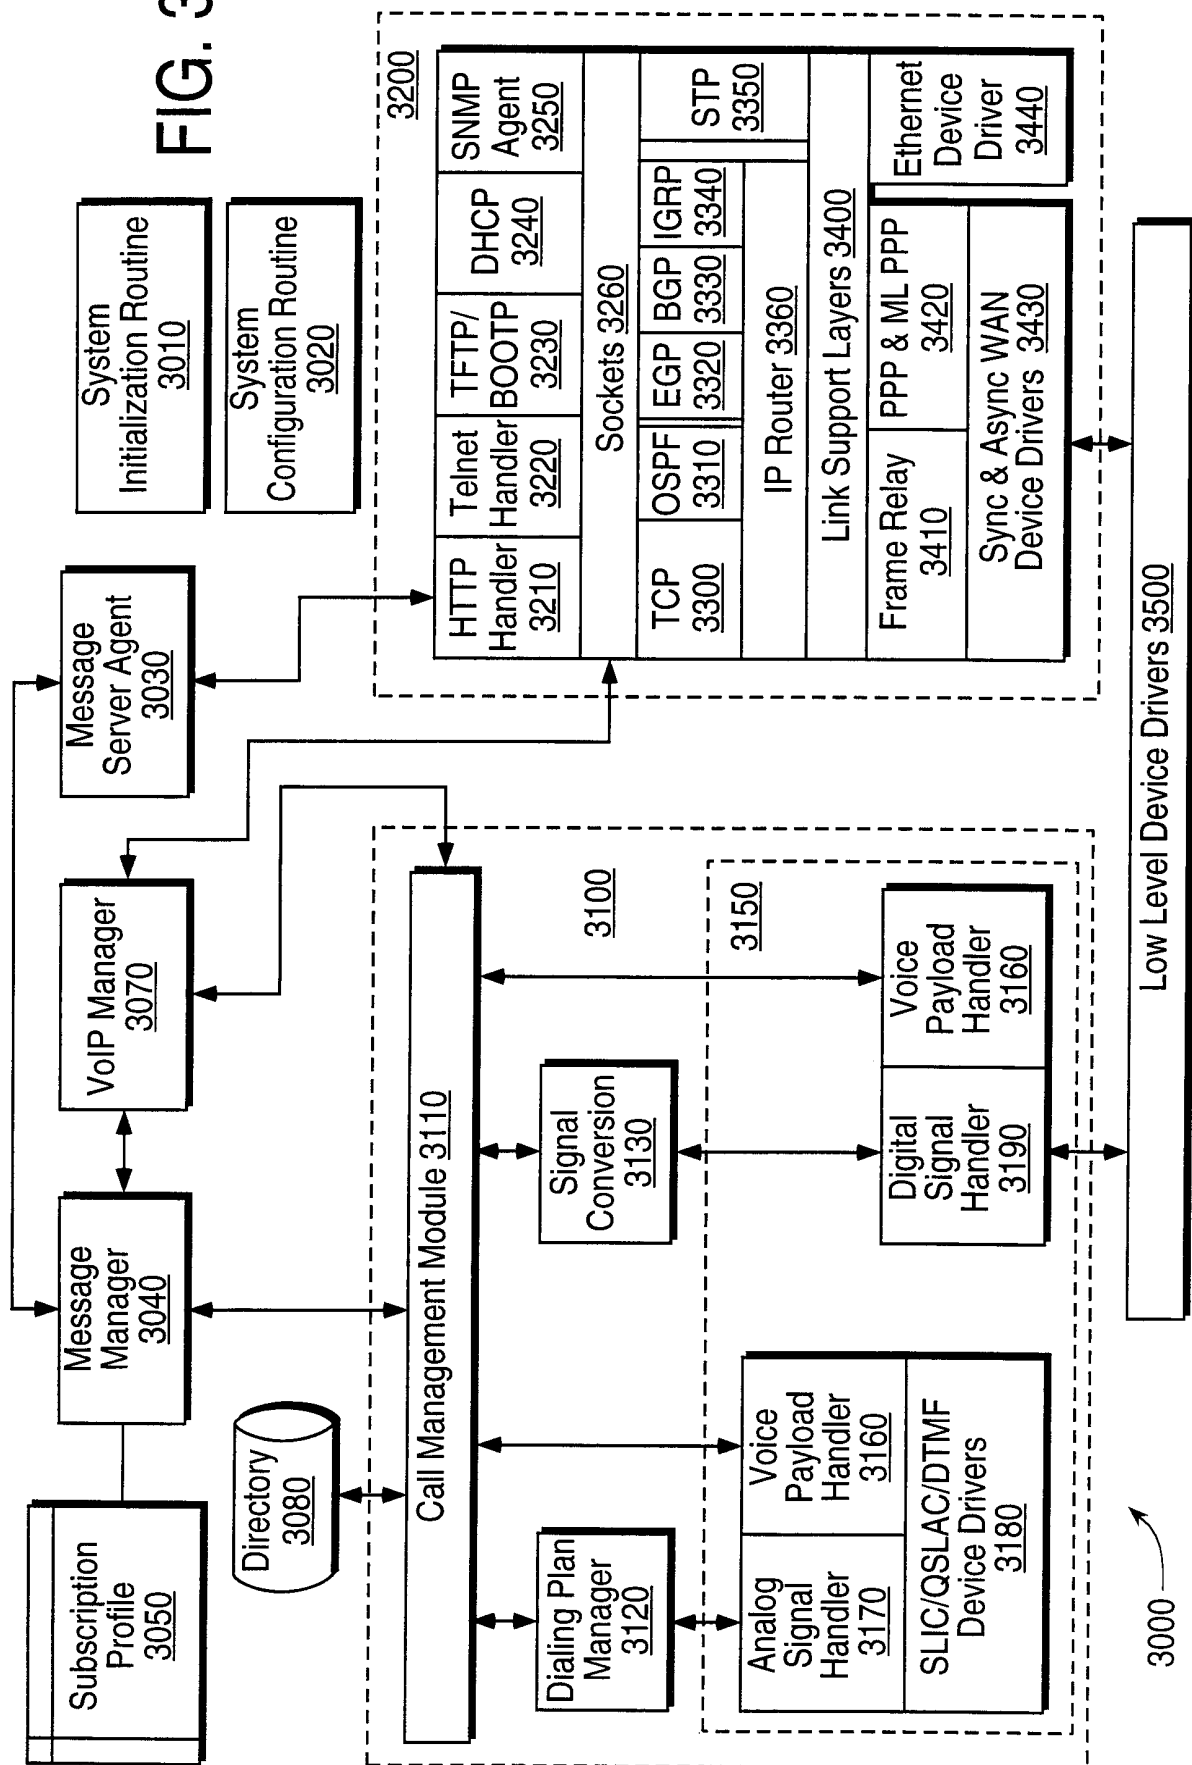 FIG. 3
System
Initialization Routine
3010
System
Configuration Routine
3020
Message
Server Agent
3030
VoIP Manager
3070
Message
Manager
3040
Subscription
Profile
3050
Directory
3080
3200
HTTP
Handler
3210
Telnet
Handler
3220
TFTP/
BOOTP
3230
DHCP
3240
SNMP
Agent
3250
Sockets 3260
TCP
3300
OSPF
3310
EGP
3320
BGP
3330
IGRP
3340
STP
3350
IP Router 3360
Link Support Layers 3400
Frame Relay
3410
PPP & ML PPP
3420
Sync & Async WAN
Device Drivers 3430
Ethernet
Device
Driver
3440
Call Management Module 3110
3100
Dialing Plan
Manager
3120
Signal
Conversion
3130
3150
Analog
Signal
Handler
3170
Voice
Payload
Handler
3160
SLIC/QSLAC/DTMF
Device Drivers
3180
Digital
Signal
Handler
3190
Voice
Payload
Handler
3160
Low Level Device Drivers 3500
3000